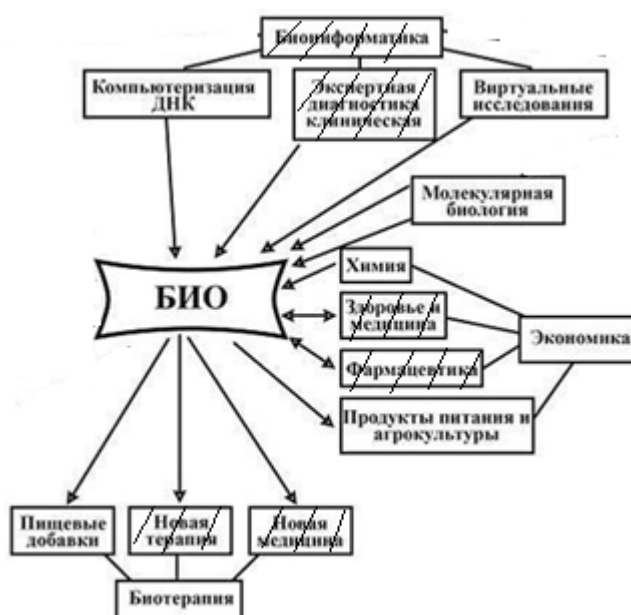 Биоинформатика
Компьютеризация
ДНК
Экспертная
диагностика
клиническая
Виртуальные
исследования
Молекулярная
биология
БИО
Химия
Здоровье и
медицина
Экономика
Фармацевтика
Продукты питания и
агрокультуры
Пищевые
добавки
Новая
терапия
Новая
медицина
Биотерапия